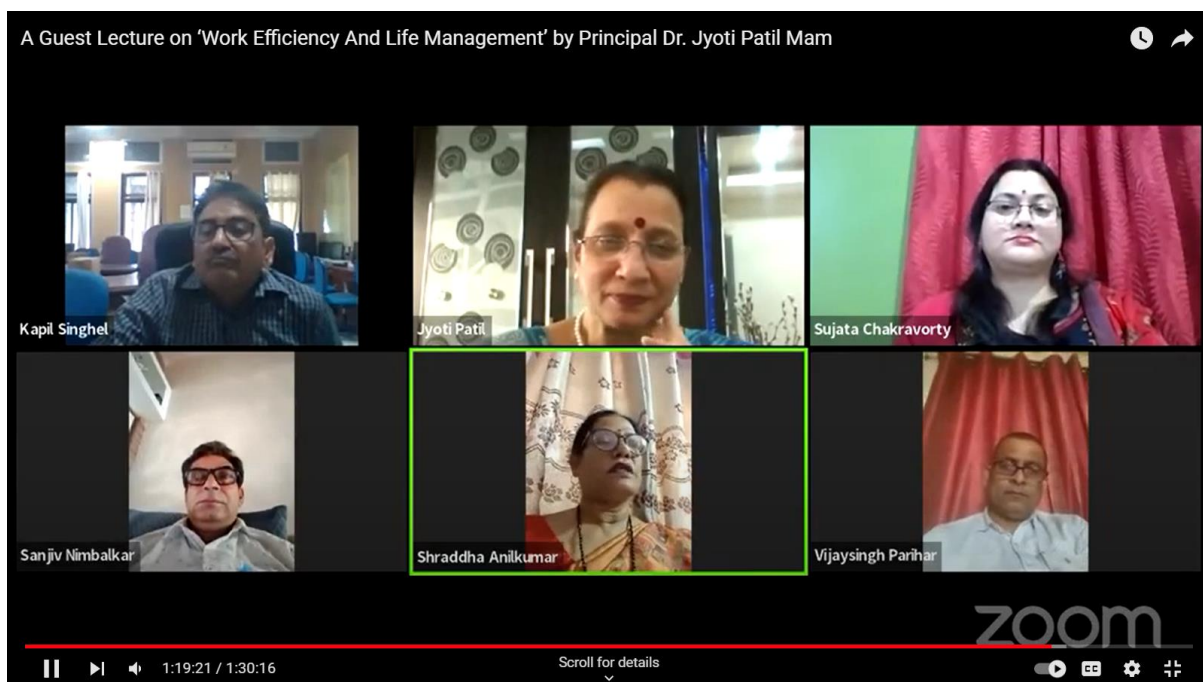 A Guest Lecture on ‘Work Efficiency And Life Management’ by Principal Dr. Jyoti Patil Mam
Kapil Singhel
Jyoti Patil
Sujata Chakravorty
Sanjiv Nimbalkar
Shraddha Anilkumar
Vijaysingh Parihar
zoom
1:19:21 / 1:30:16
Scroll for details
CC